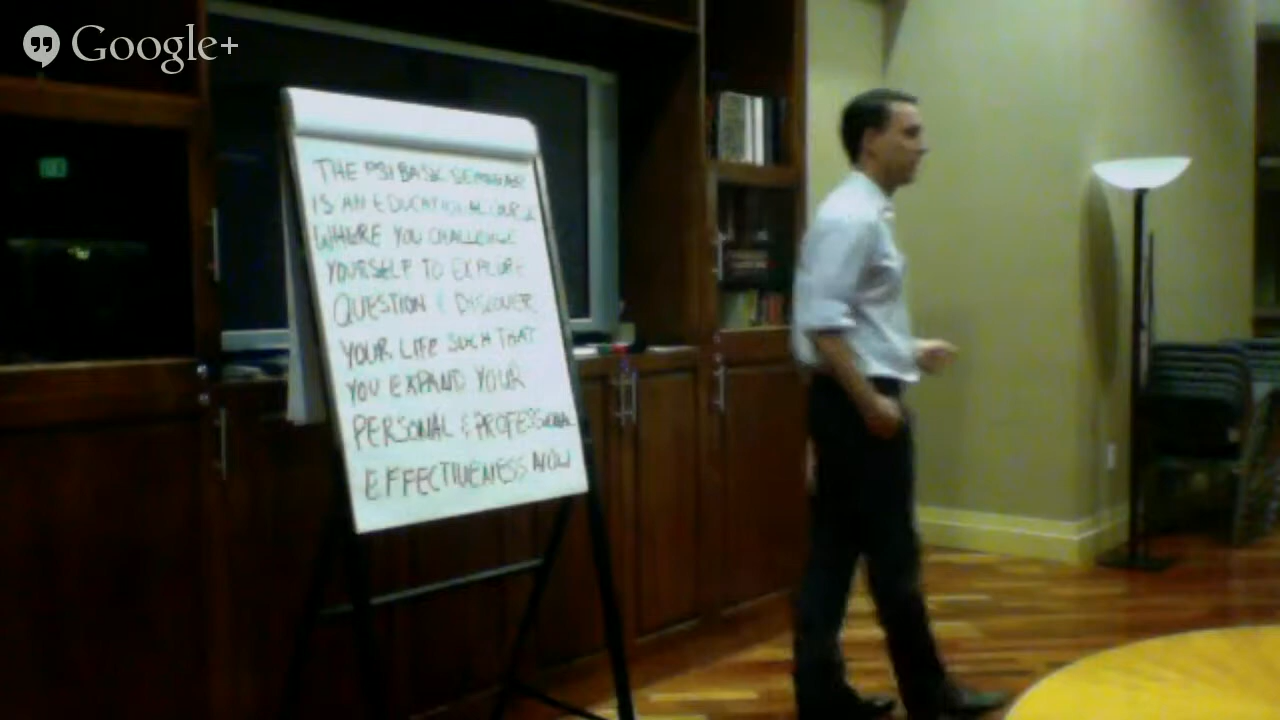 Google+
THE PSI BASIC SEMINAR
IS AN EDUCATIONAL COURSE
WHERE YOU CHALLENGE
YOURSELF TO EXPLORE
QUESTION & DISCOVER
YOUR LIFE SUCH THAT
YOU EXPAND YOUR
PERSONAL & PROFESSIONAL
EFFECTIVENESS NOW